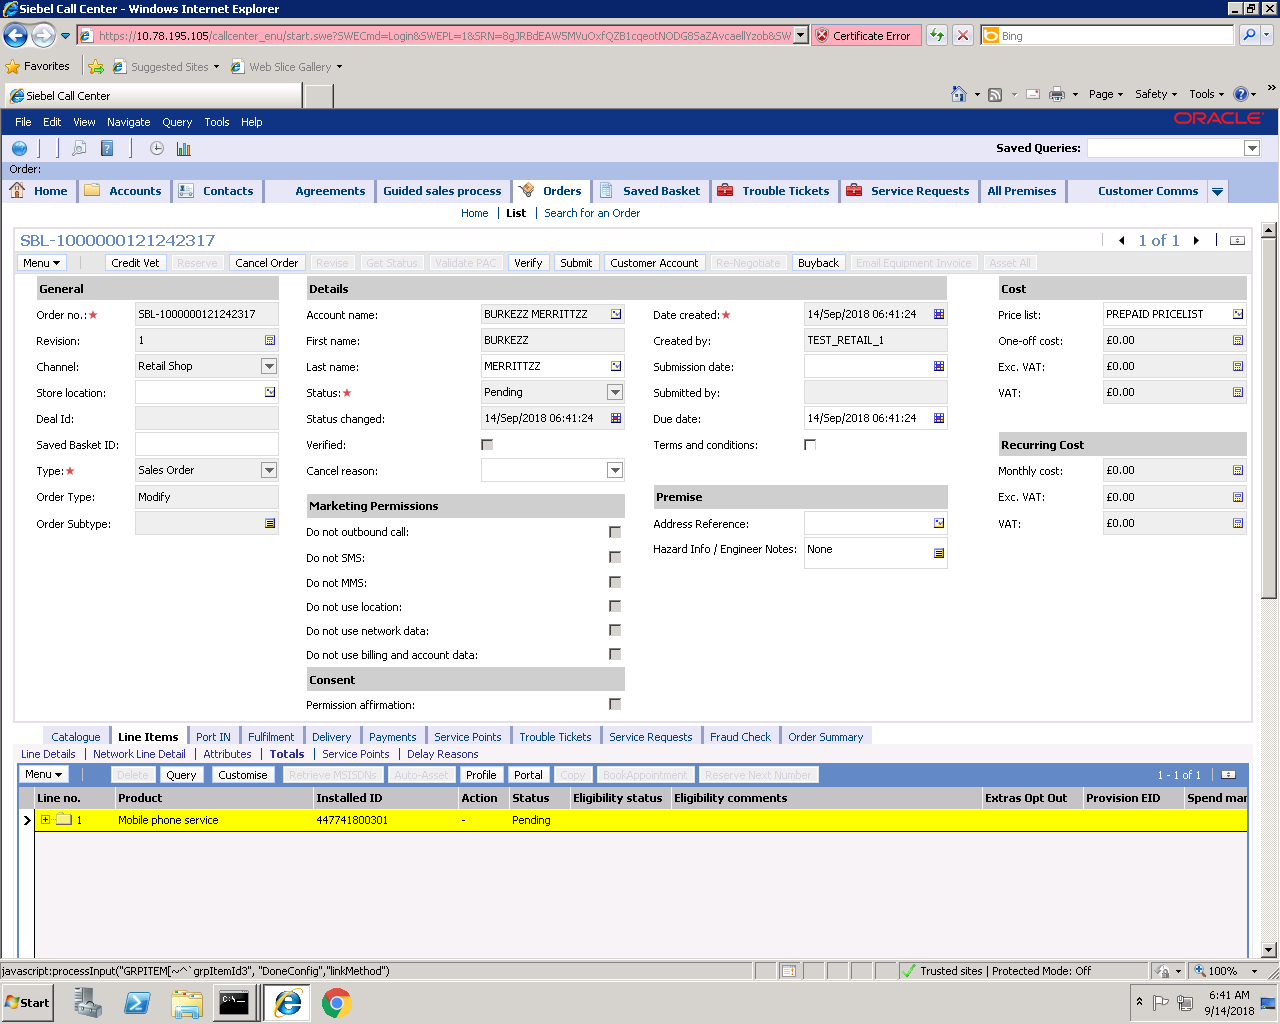 Siebel Call Center - Windows Internet Explorer
https://10.78.195.105/callcenter_enu/start.swe?SWECmd=Login&SWEPL=1&SRN=8gJRBdEAW5MVuOxfQZB1cqeotNODG8SaZAvcaellYzob&SW
Certificate Error
Bing
Favorites
Suggested Sites
Web Slice Gallery
Siebel Call Center
Page
Safety
Tools
File Edit View Navigate Query Tools Help
ORACLE
Saved Queries:
Order:
Home
Accounts
Contacts
Agreements
Guided sales process
Orders
Saved Basket
Trouble Tickets
Service Requests
All Premises
Customer Comms
Home | List | Search for an Order
SBL-1000000121242317
1 of 1
Menu
Credit Vet
Reserve
Cancel Order
Revise
Get Status
Validate PAC
Verify
Submit
Customer Account
Re-Negotiate
Buyback
Email Equipment Invoice
Asset All
General
Order no.:★ SBL-1000000121242317
Revision: 1
Channel: Retail Shop
Store location:
Deal Id:
Saved Basket ID:
Type:★ Sales Order
Order Type: Modify
Order Subtype:
Details
Account name: BURKEZZ MERRITTZZ
First name: BURKEZZ
Last name: MERRITTZZ
Status:★ Pending
Status changed: 14/Sep/2018 06:41:24
Verified:
Cancel reason:
Marketing Permissions
Do not outbound call:
Do not SMS:
Do not MMS:
Do not use location:
Do not use network data:
Do not use billing and account data:
Consent
Permission affirmation:
Date created:★ 14/Sep/2018 06:41:24
Created by: TEST_RETAIL_1
Submission date:
Submitted by:
Due date: 14/Sep/2018 06:41:24
Terms and conditions:
Premise
Address Reference:
Hazard Info / Engineer Notes: None
Cost
Price list: PREPAID PRICELIST
One-off cost: £0.00
Exc. VAT: £0.00
VAT: £0.00
Recurring Cost
Monthly cost: £0.00
Exc. VAT: £0.00
VAT: £0.00
Catalogue
Line Items
Port IN
Fulfilment
Delivery
Payments
Service Points
Trouble Tickets
Service Requests
Fraud Check
Order Summary
Line Details | Network Line Detail | Attributes | Totals | Service Points | Delay Reasons
Menu
Delete
Query
Customise
Retrieve MSISDNs
Auto-Asset
Profile
Portal
Copy
BookAppointment
Reserve Next Number
1 - 1 of 1
Line no. Product Installed ID Action Status Eligibility status Eligibility comments Extras Opt Out Provision EID Spend mar
1 Mobile phone service 447741800301 - Pending
javascript:processInput("GRPITEM[~^`grpItemId3", "DoneConfig","linkMethod")
Trusted sites | Protected Mode: Off
100%
Start
6:41 AM
9/14/2018